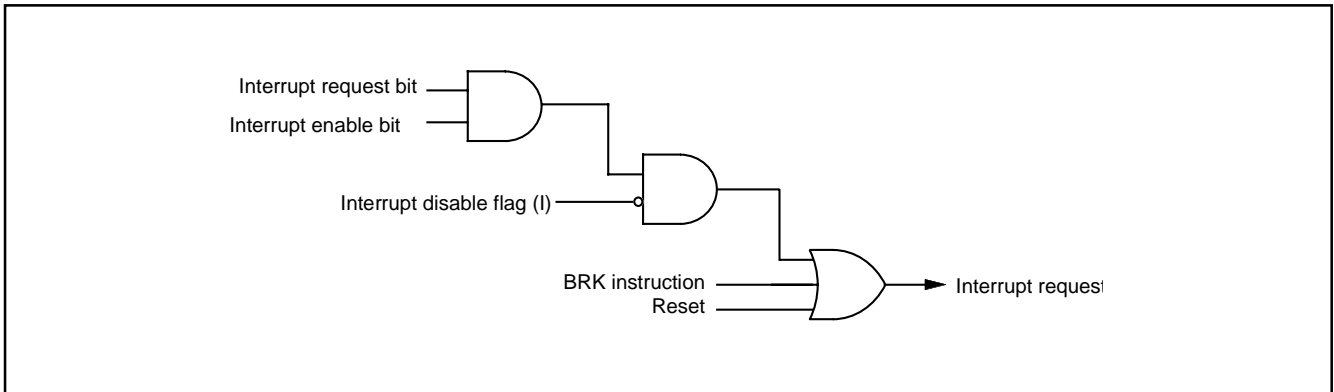 Interrupt request bit
Interrupt enable bit
Interrupt disable flag (I)
BRK instruction
Reset
Interrupt request